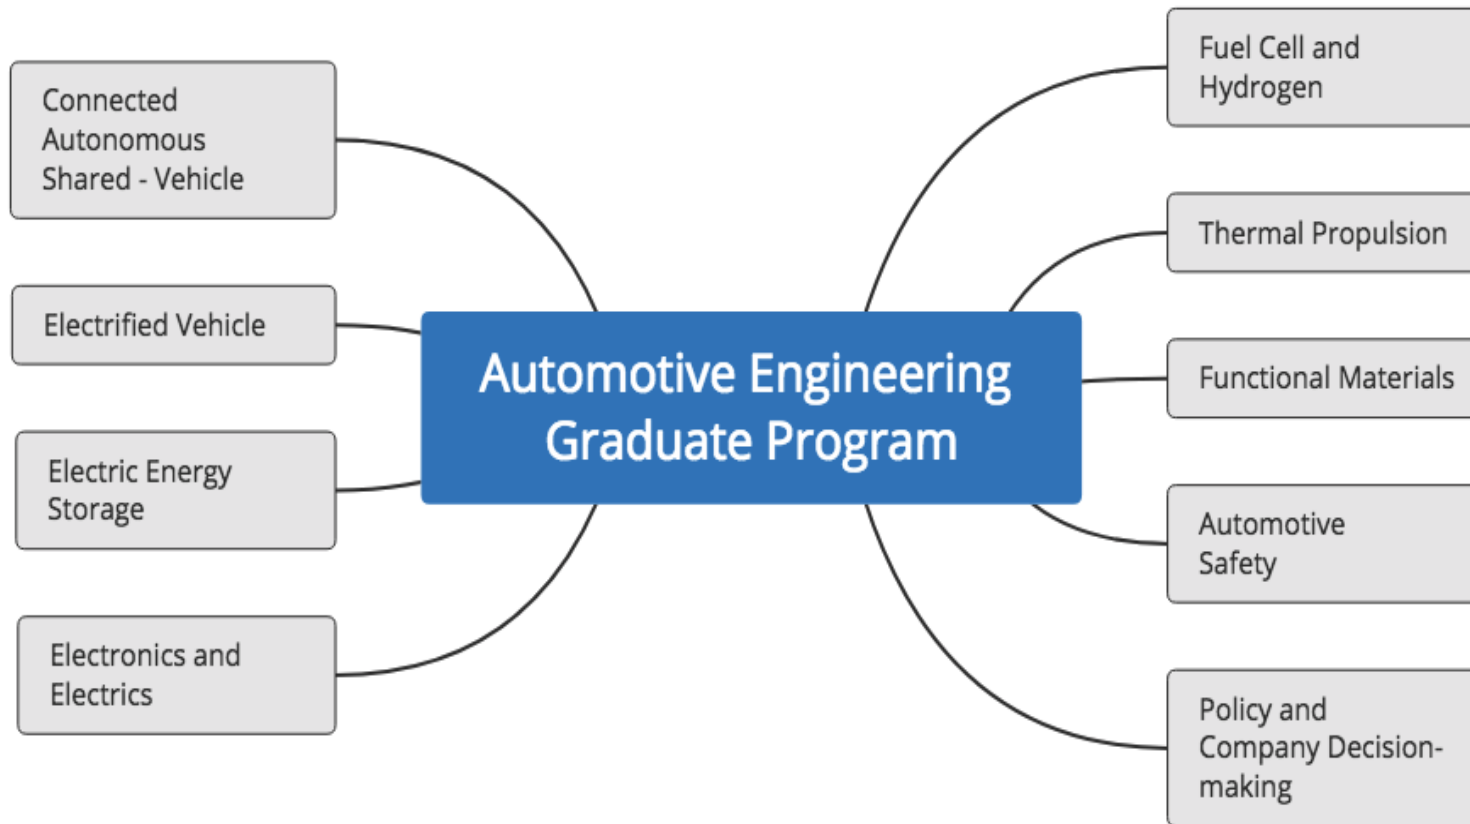 Connected
Autonomous
Shared - Vehicle
Electrified Vehicle
Electric Energy
Storage
Electronics and
Electrics
Automotive Engineering
Graduate Program
Fuel Cell and
Hydrogen
Thermal Propulsion
Functional Materials
Automotive
Safety
Policy and
Company Decision-
making